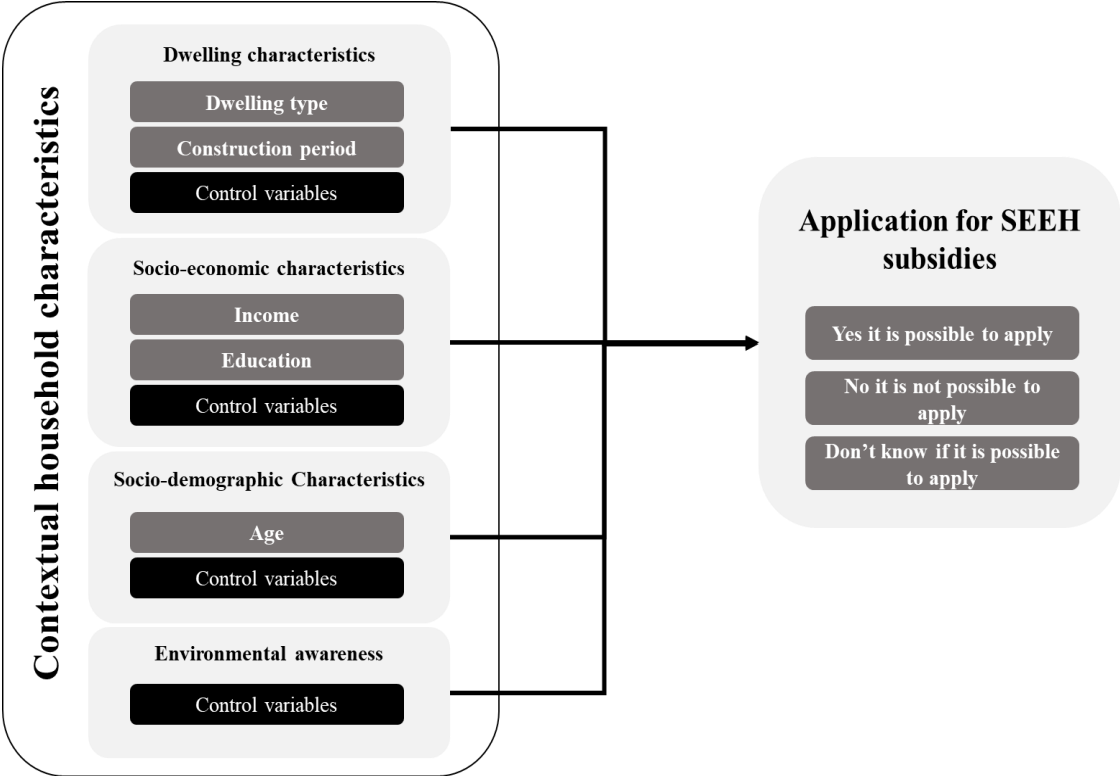 Contextual household characteristics
Dwelling characteristics
Dwelling type
Construction period
Control variables
Socio-economic characteristics
Income
Education
Control variables
Socio-demographic Characteristics
Age
Control variables
Environmental awareness
Control variables
Application for SEEH
subsidies
Yes it is possible to apply
No it is not possible to
apply
Don’t know if it is possible
to apply